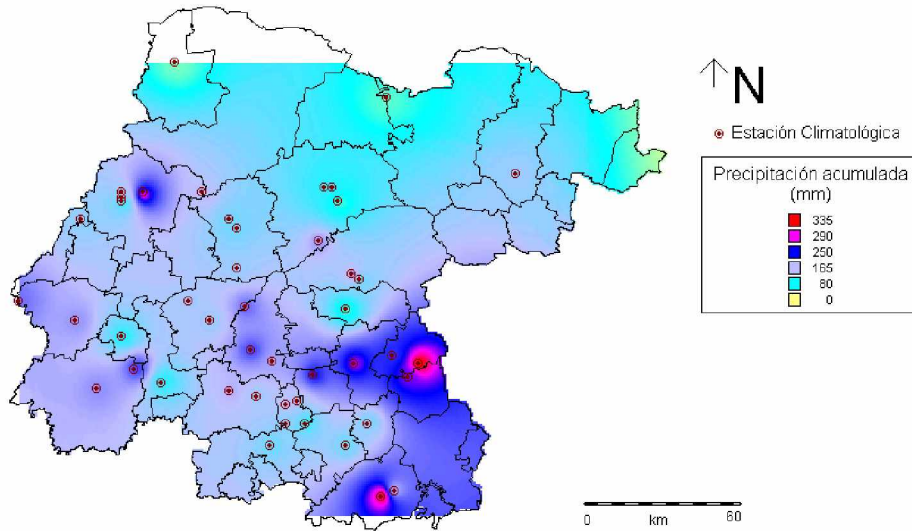 N
Estación Climatológica
Precipitación acumulada
(mm)
335
290
250
165
80
0
0 km 60